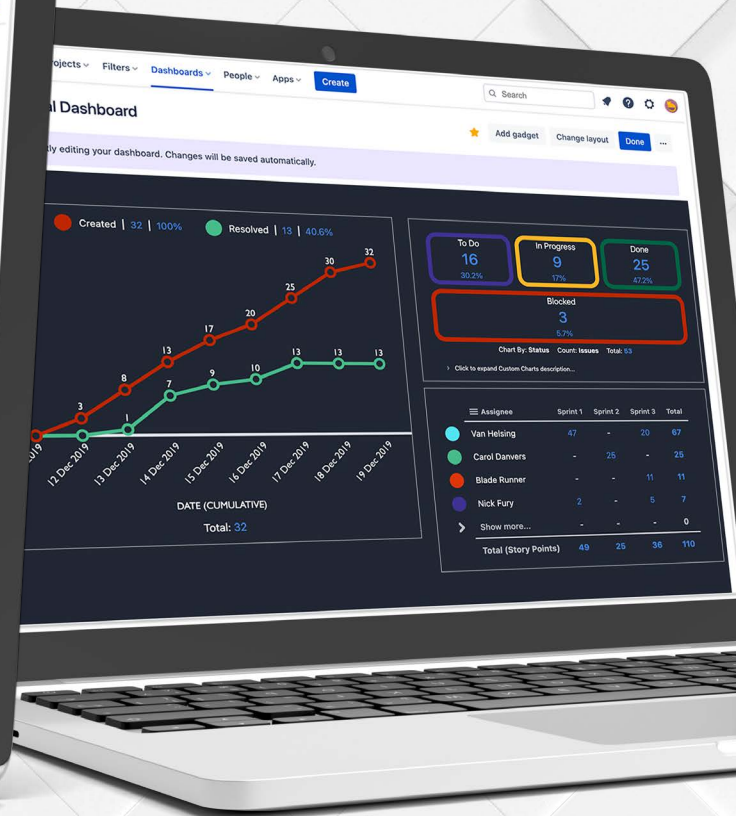 ojects Filters Dashboards People Apps Create
Search
al Dashboard
Add gadget Change layout Done ...
tly editing your dashboard. Changes will be saved automatically.
Created | 32 | 100% Resolved | 13 | 40.6%
3 8 13 17 20 25 30 32
1 7 9 10 13 13 13
019 12 Dec 2019 13 Dec 2019 14 Dec 2019 15 Dec 2019 16 Dec 2019 17 Dec 2019 18 Dec 2019 19 Dec 2019
DATE (CUMULATIVE)
Total: 32
To Do In Progress Done
16 9 25
30.2% 17% 47.2%
Blocked
3
5.7%
Chart By: Status Count: Issues Total: 53
> Click to expand Custom Charts description...
Assignee Sprint 1 Sprint 2 Sprint 3 Total
Van Helsing 47 - 20 67
Carol Danvers - 25 - 25
Blade Runner - - 11 11
Nick Fury 2 - 5 7
Show more... - - - 0
Total (Story Points) 49 25 36 110